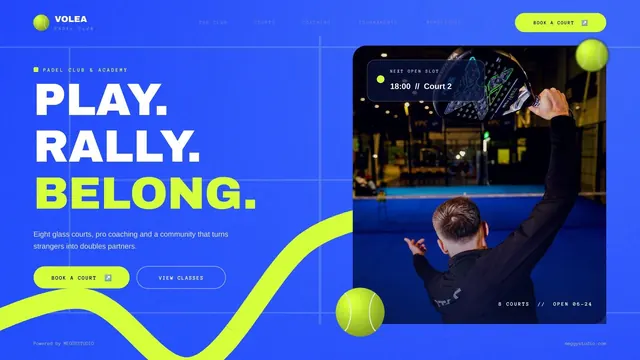 VOLEA
PADEL CLUB
BOOK A COURT
PADEL CLUB & ACADEMY
PLAY.
RALLY.
BELONG.
Eight glass courts, pro coaching and a community that turns
strangers into doubles partners.
BOOK A COURT
VIEW CLASSES
NEXT OPEN SLOT
18:00 // Court 2
8 COURTS // OPEN 06–24
Powered by